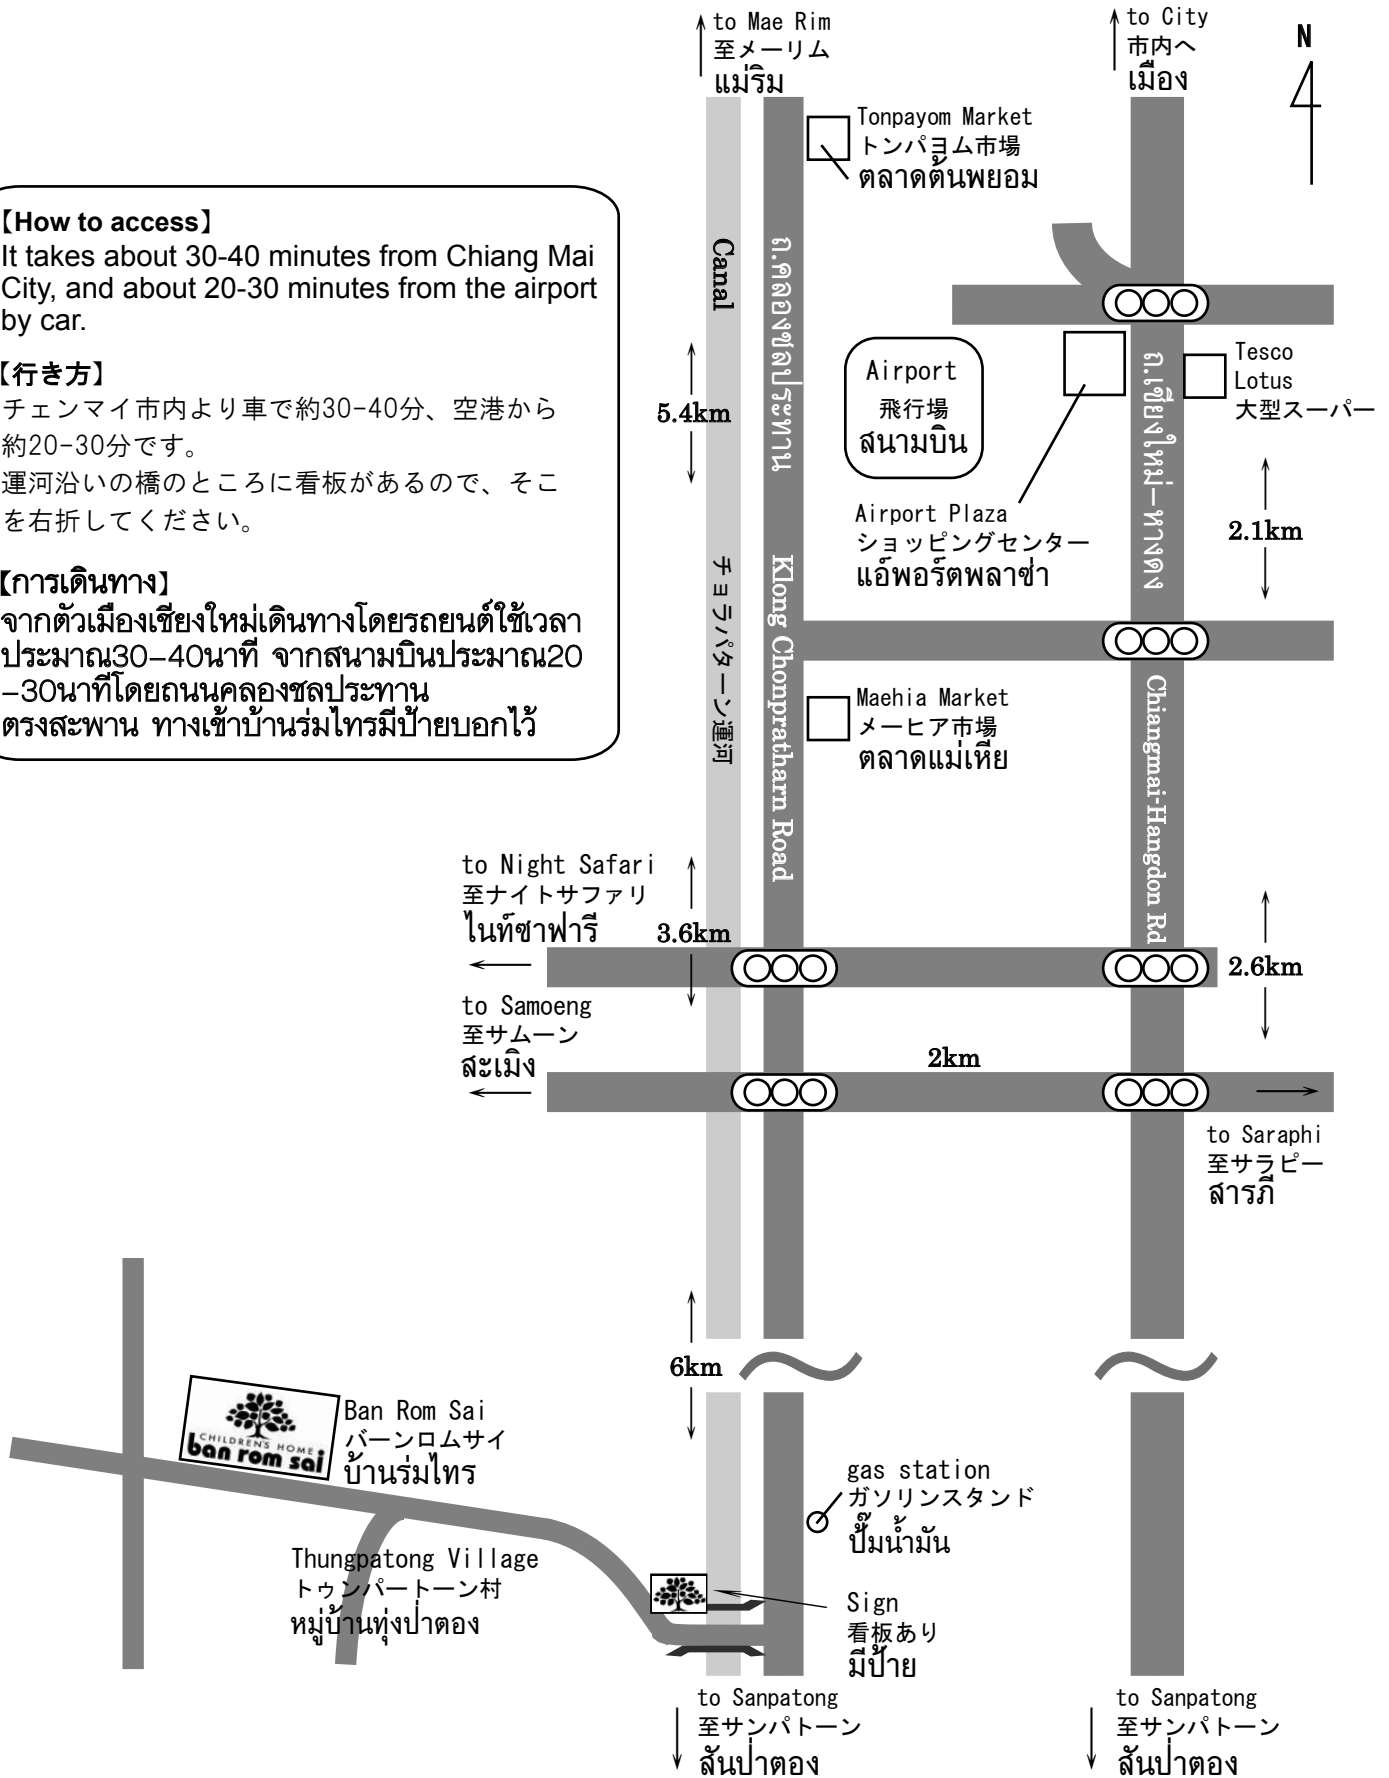 to Mae Rim
至メーリム
แม่ริม
to City
市内へ
เมือง
N
Tonpayom Market
トンパヨム市場
ตลาดต้นพยอม
【How to access】
It takes about 30-40 minutes from Chiang Mai
City, and about 20-30 minutes from the airport
by car.
【行き方】
チェンマイ市内より車で約30-40分、空港から
約20-30分です。
運河沿いの橋のところに看板があるので、そこ
を右折してください。
【การเดินทาง】
จากตัวเมืองเชียงใหม่เดินทางโดยรถยนต์ใช้เวลา
ประมาณ30-40นาที จากสนามบินประมาณ20
-30นาทีโดยถนนคลองชลประทาน
ตรงสะพาน ทางเข้าบ้านร่มไทรมีป้ายบอกไว้
Canal
チョラパターン運河
ถ.คลองชลประทาน
Klong Chonpratharn Road
5.4km
Airport
飛行場
สนามบิน
Airport Plaza
ショッピングセンター
แอ๊พอร์ตพลาซ่า
ถ.เชียงใหม่-หางดง
Chiangmai-Hangdon Rd
Tesco
Lotus
大型スーパー
2.1km
Maehia Market
メーヒア市場
ตลาดแม่เหีย
to Night Safari
至ナイトサファリ
ไนท์ซาฟารี
3.6km
2.6km
to Samoeng
至サムーン
สะเมิง
2km
to Saraphi
至サラピー
สารภี
6km
CHILDREN'S HOME
ban rom sai
Ban Rom Sai
バーンロムサイ
บ้านร่มไทร
gas station
ガソリンスタンド
ปั๊มน้ำมัน
Thungpatong Village
トゥンパートーン村
หมู่บ้านทุ่งป่าตอง
Sign
看板あり
มีป้าย
to Sanpatong
至サンパトーン
สันป่าตอง
to Sanpatong
至サンパトーン
สันป่าตอง